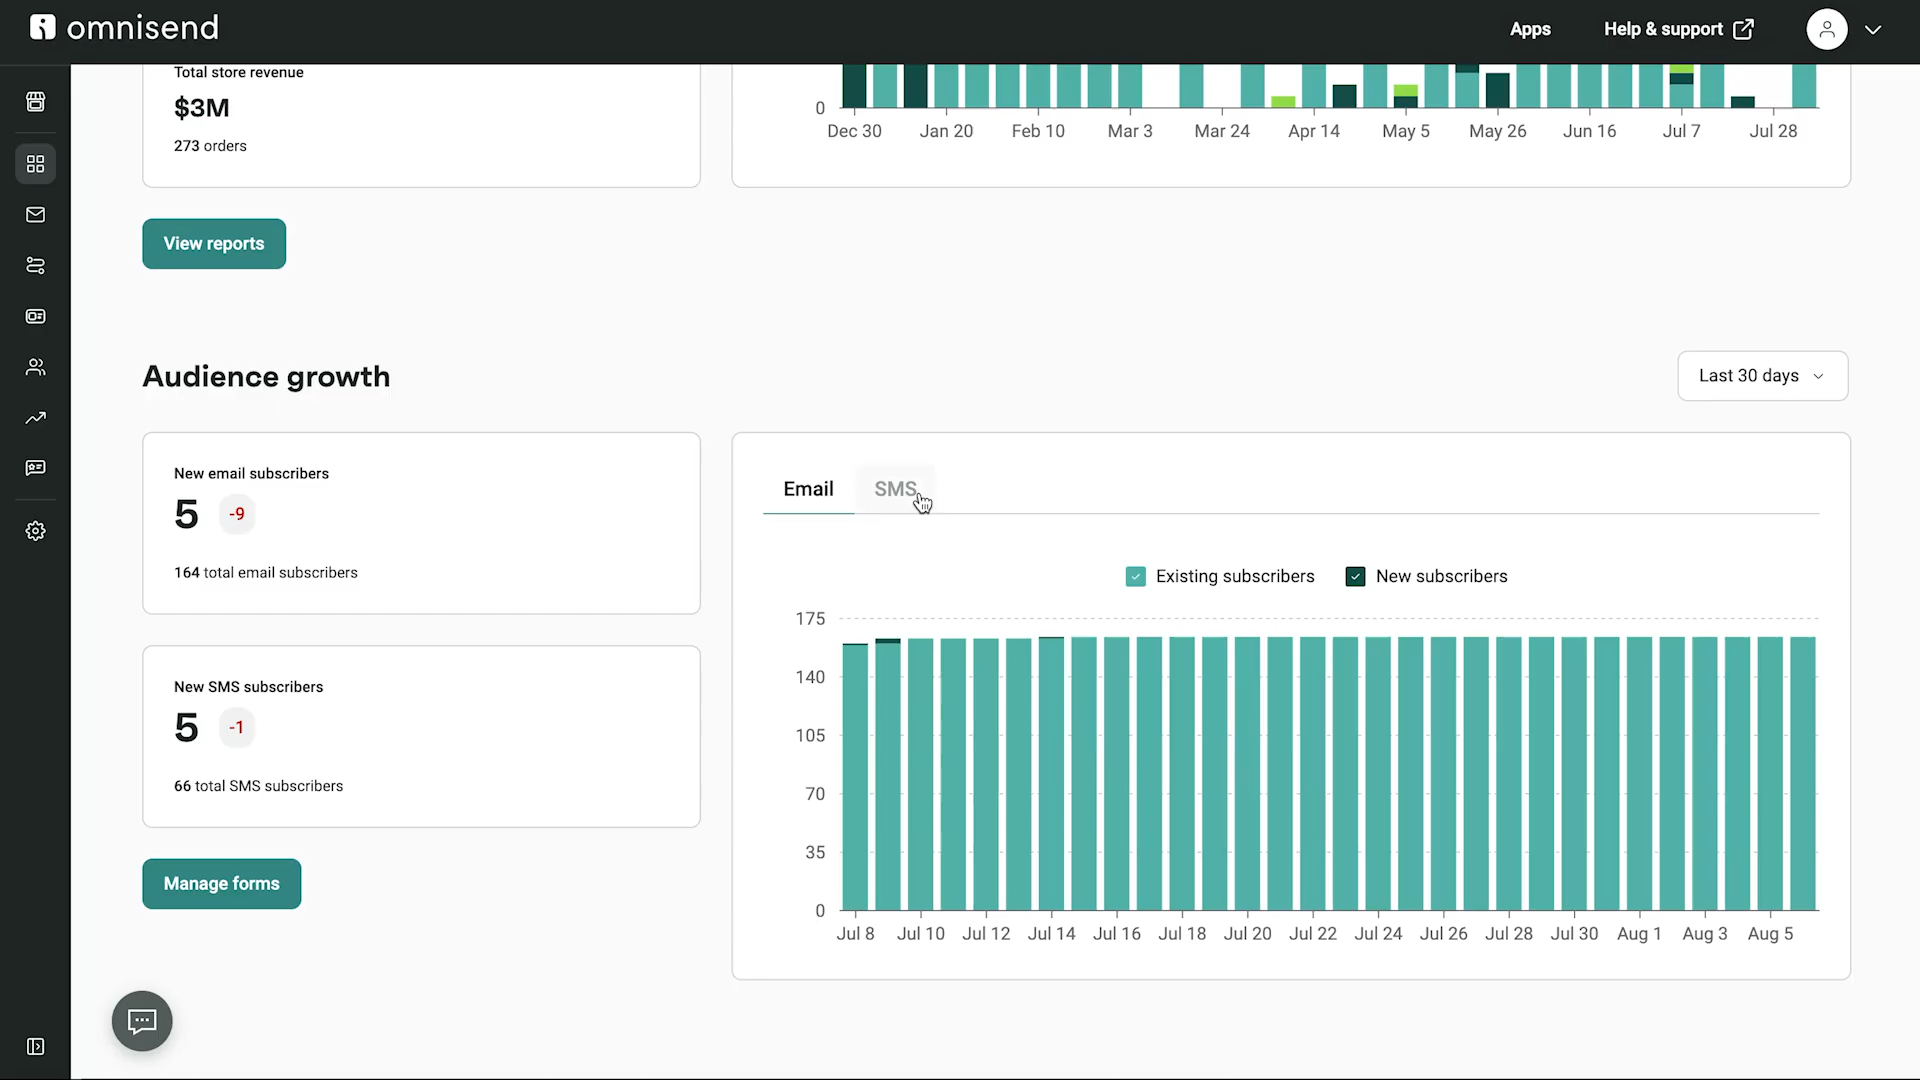 omnisend
Apps
Help & support
Total store revenue
$3M
273 orders
0
Dec 30
Jan 20
Feb 10
Mar 3
Mar 24
Apr 14
May 5
May 26
Jun 16
Jul 7
Jul 28
View reports
Audience growth
Last 30 days
New email subscribers
5
-9
164 total email subscribers
New SMS subscribers
5
-1
66 total SMS subscribers
Manage forms
Email
SMS
Existing subscribers
New subscribers
175
140
105
70
35
0
Jul 8
Jul 10
Jul 12
Jul 14
Jul 16
Jul 18
Jul 20
Jul 22
Jul 24
Jul 26
Jul 28
Jul 30
Aug 1
Aug 3
Aug 5